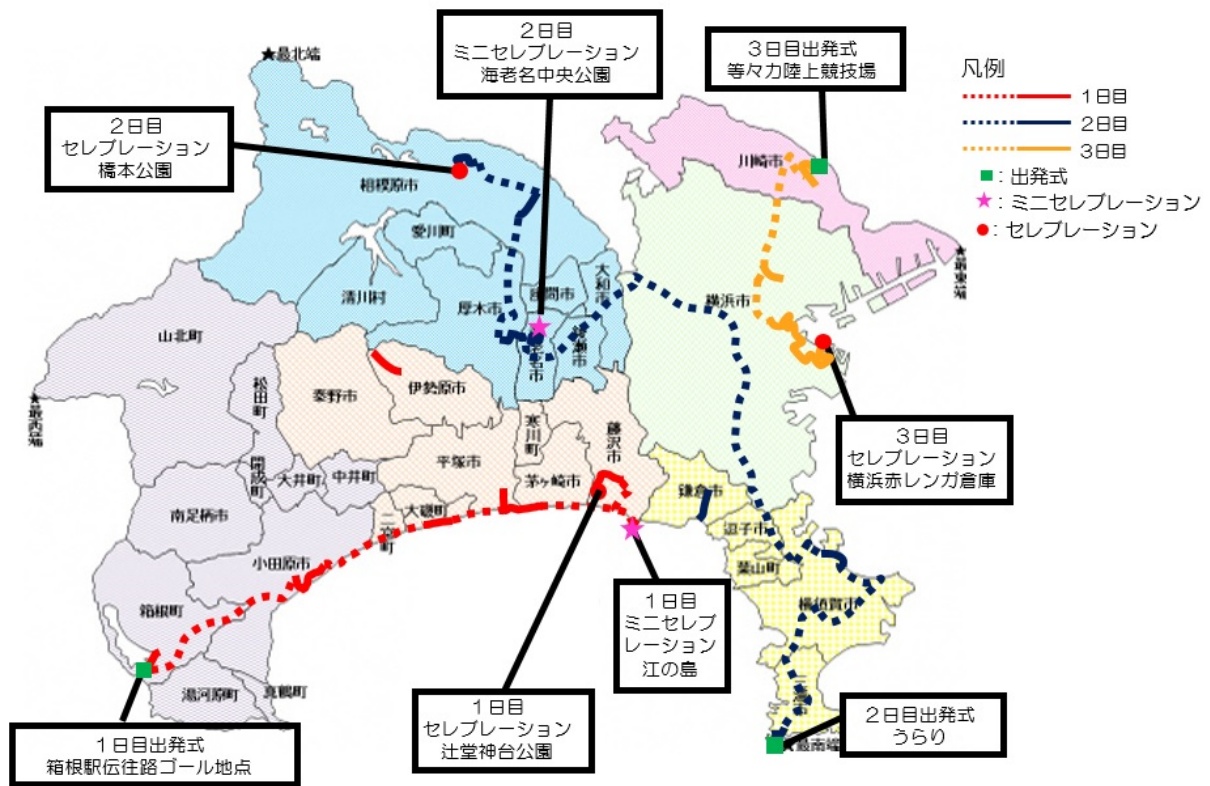 ２日目
ミニセレブレーション
海老名中央公園
３日目出発式
等々力陸上競技場
凡例
１日目
２日目
３日目
：出発式
：ミニセレブレーション
：セレブレーション
★最北端
２日目
セレブレーション
橋本公園
川崎市
相模原市
愛川町
清川村
厚木市
座間市
大和市
横浜市
★最東端
山北町
松田町
秦野市
伊勢原市
綾瀬市
★最西端
開成町
大井町
中井町
平塚市
寒川町
茅ヶ崎市
藤沢市
鎌倉市
３日目
セレブレーション
横浜赤レンガ倉庫
南足柄市
二宮町
大磯町
逗子市
葉山町
小田原市
箱根町
横須賀市
１日目
ミニセレブ
レーション
江の島
湯河原町
真鶴町
１日目
セレブレーション
辻堂神台公園
２日目出発式
うらり
★最南端
１日目出発式
箱根駅伝往路ゴール地点